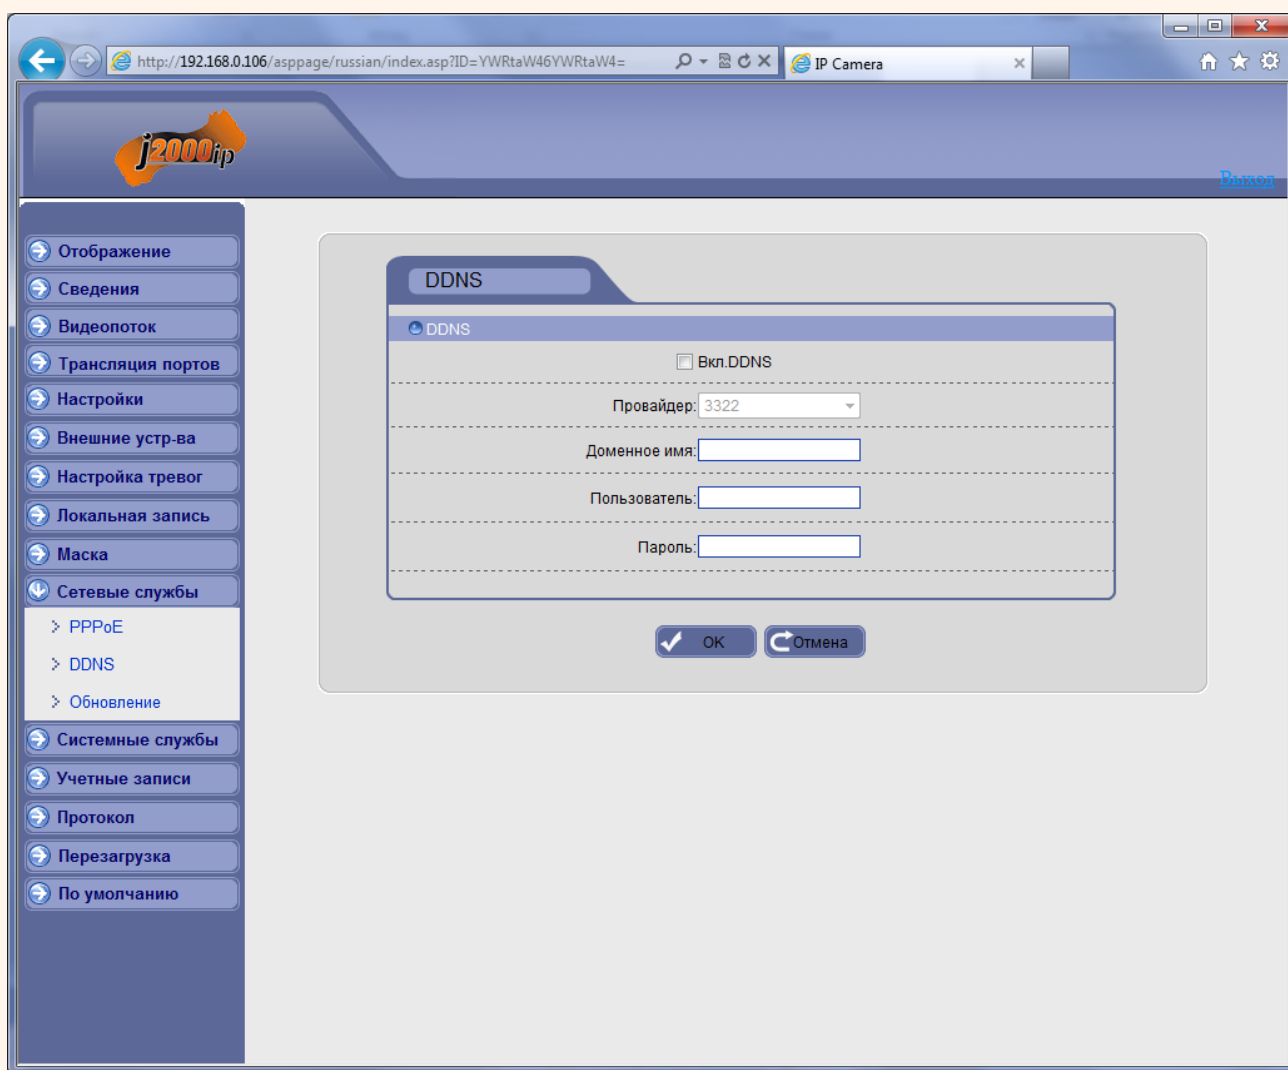 http://192.168.0.106/asppage/russian/index.asp?ID=YWRtaW46YWRtaW4=
IP Camera
j2000ip
Выход
Отображение
Сведения
Видеопоток
Трансляция портов
Настройки
Внешние устр-ва
Настройка тревог
Локальная запись
Маска
Сетевые службы
PPPoE
DDNS
Обновление
Системные службы
Учетные записи
Протокол
Перезагрузка
По умолчанию
DDNS
DDNS
Вкл.DDNS
Провайдер: 3322
Доменное имя:
Пользователь:
Пароль:
OK
Отмена